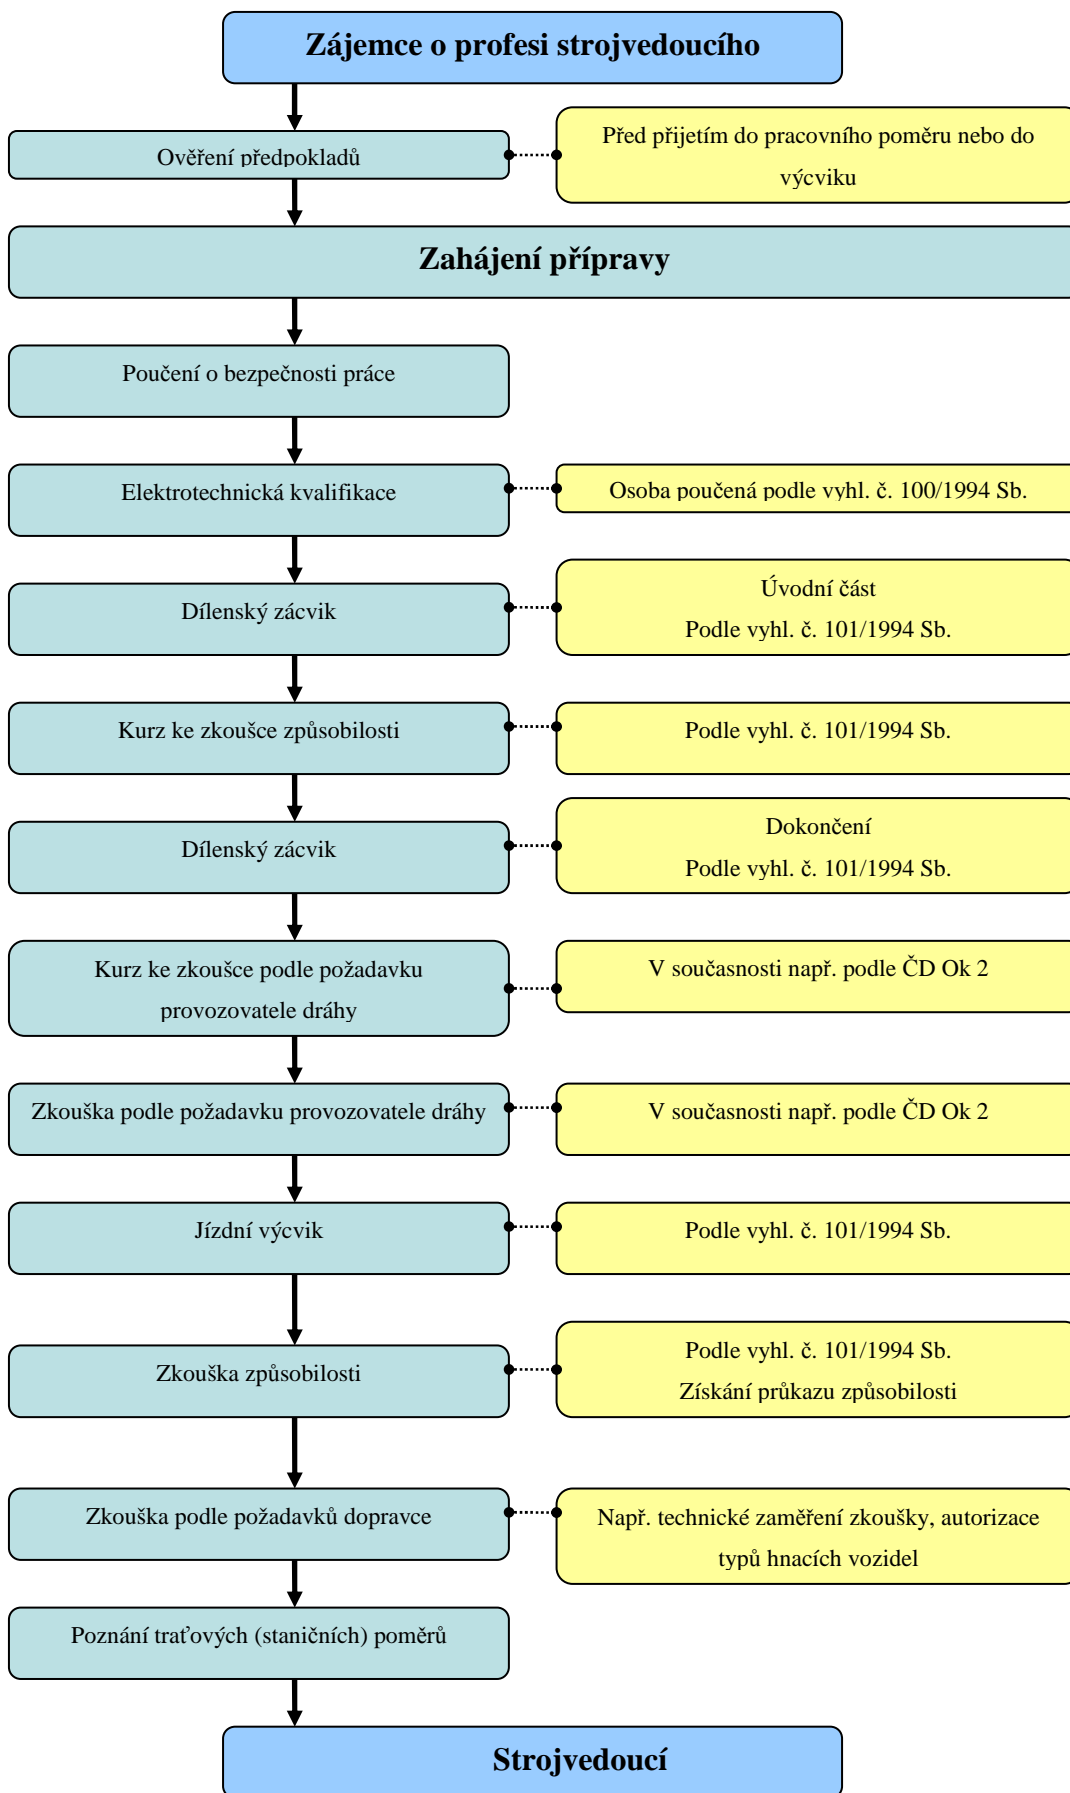 Zájemce o profesi strojvedoucího
Ověření předpokladů
Před přijetím do pracovního poměru nebo do
výcviku
Zahájení přípravy
Poučení o bezpečnosti práce
Elektrotechnická kvalifikace
Osoba poučená podle vyhl. č. 100/1994 Sb.
Dílenský zácvik
Úvodní část
Podle vyhl. č. 101/1994 Sb.
Kurz ke zkoušce způsobilosti
Podle vyhl. č. 101/1994 Sb.
Dílenský zácvik
Dokončení
Podle vyhl. č. 101/1994 Sb.
Kurz ke zkoušce podle požadavku
provozovatele dráhy
V současnosti např. podle ČD Ok 2
Zkouška podle požadavku provozovatele dráhy
V současnosti např. podle ČD Ok 2
Jízdní výcvik
Podle vyhl. č. 101/1994 Sb.
Zkouška způsobilosti
Podle vyhl. č. 101/1994 Sb.
Získání průkazu způsobilosti
Zkouška podle požadavků dopravce
Např. technické zaměření zkoušky, autorizace
typů hnacích vozidel
Poznání traťových (staničních) poměrů
Strojvedoucí